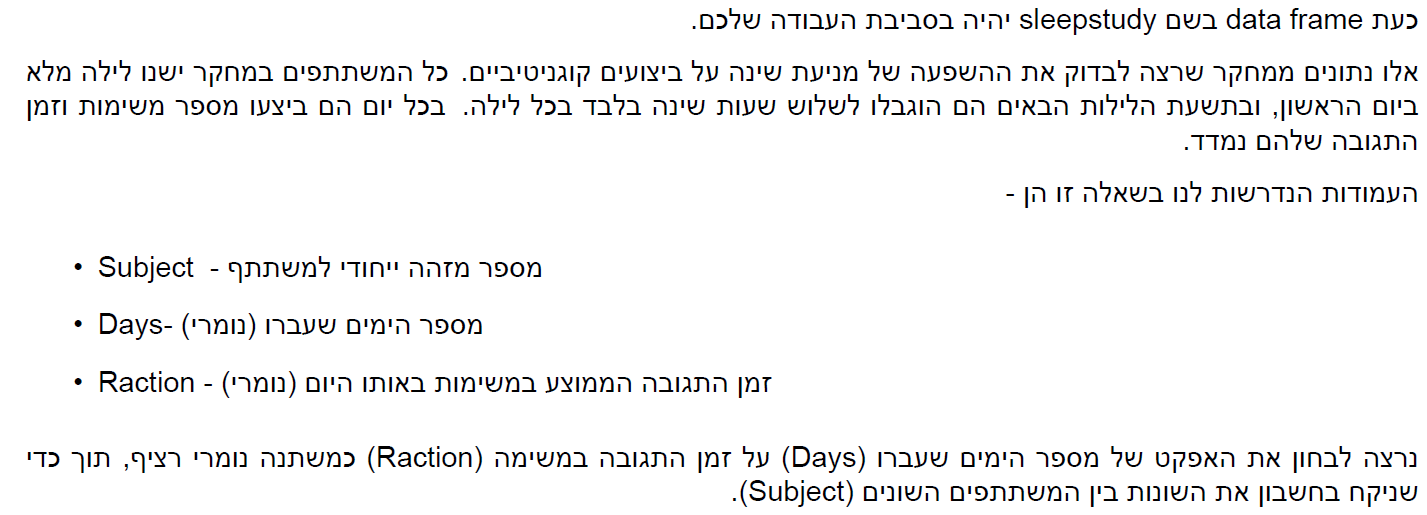 כעת data frame בשם sleepstudy יהיה בסביבת העבודה שלכם.
אלו נתונים ממחקר שרצה לבדוק את ההשפעה של מניעת שינה על ביצועים קוגניטיביים. כל המשתתפים במחקר ישנו לילה מלא
ביום הראשון, ובתשעת הלילות הבאים הם הוגבלו לשלוש שעות שינה בלבד בכל לילה. בכל יום הם ביצעו מספר משימות וזמן
התגובה שלהם נמדד.
העמודות הנדרשות לנו בשאלה זו הן -
• Subject - מספר מזהה ייחודי למשתתף
• Days- מספר הימים שעברו (נומרי)
• Raction - זמן התגובה הממוצע במשימות באותו היום (נומרי)
נרצה לבחון את האפקט של מספר הימים שעברו (Days) על זמן התגובה במשימה (Raction) כמשתנה נומרי רציף, תוך כדי
שניקח בחשבון את השונות בין המשתתפים השונים (Subject).